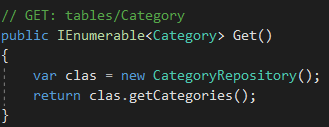 // GET: tables/Category
public IEnumerable<Category> Get()
{
    var clas = new CategoryRepository();
    return clas.getCategories();
}